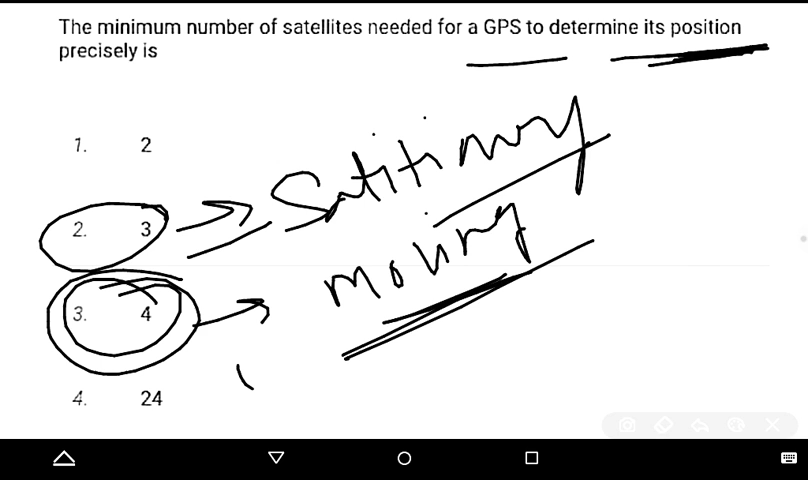 The minimum number of satellites needed for a GPS to determine its position
precisely is
1. 2
2. 3
Satitimory
3. 4
moving
4. 24